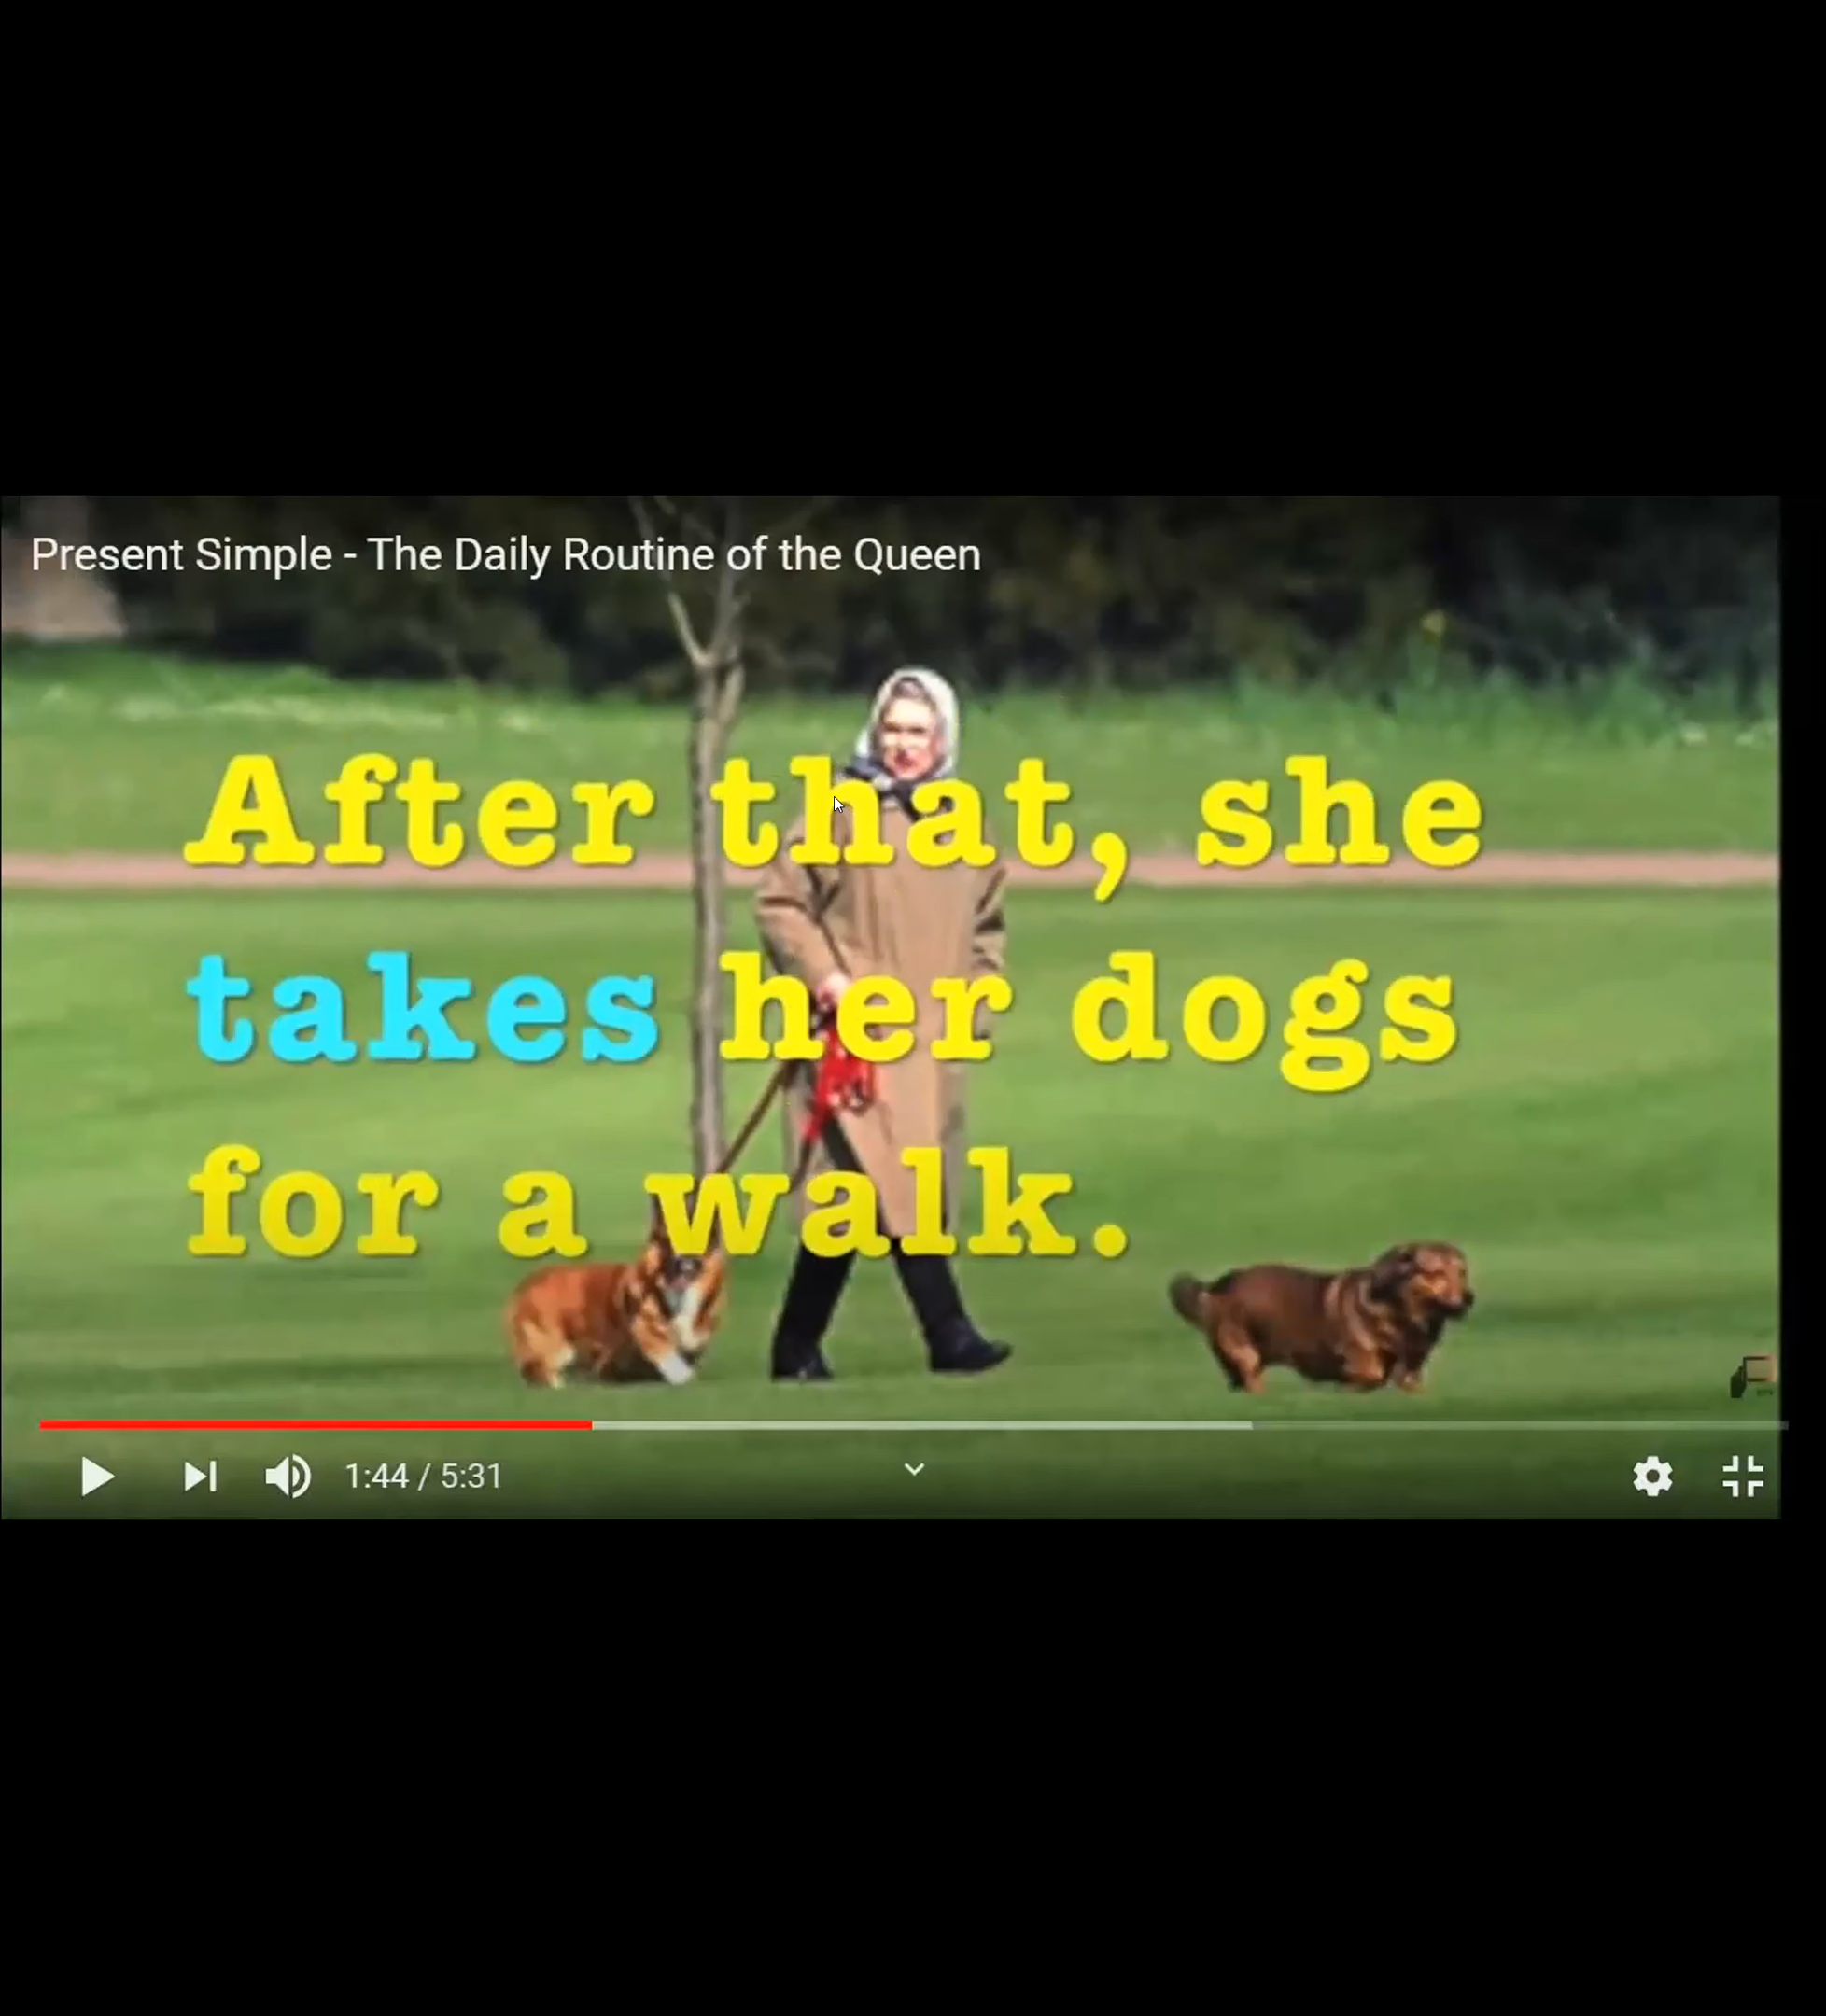 Present Simple - The Daily Routine of the Queen
After that, she
takes her dogs
for a walk.
1:44 / 5:31